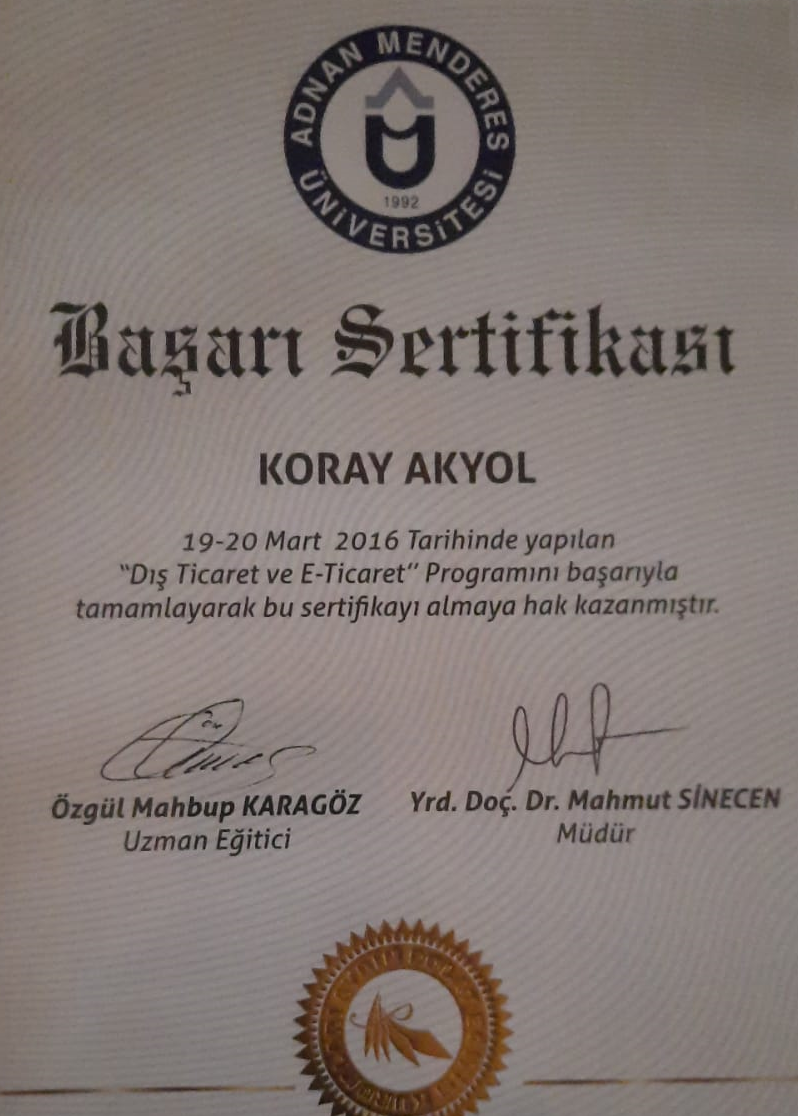 ADNAN MENDERES
ÜNİVERSİTESİ
1992
Başarı Sertifikası
KORAY AKYOL
19-20 Mart 2016 Tarihinde yapılan
“Dış Ticaret ve E-Ticaret” Programını başarıyla
tamamlayarak bu sertifikayı almaya hak kazanmıştır.
Özgül Mahbup KARAGÖZ
Yrd. Doç. Dr. Mahmut SİNECEN
Uzman Eğitici
Müdür